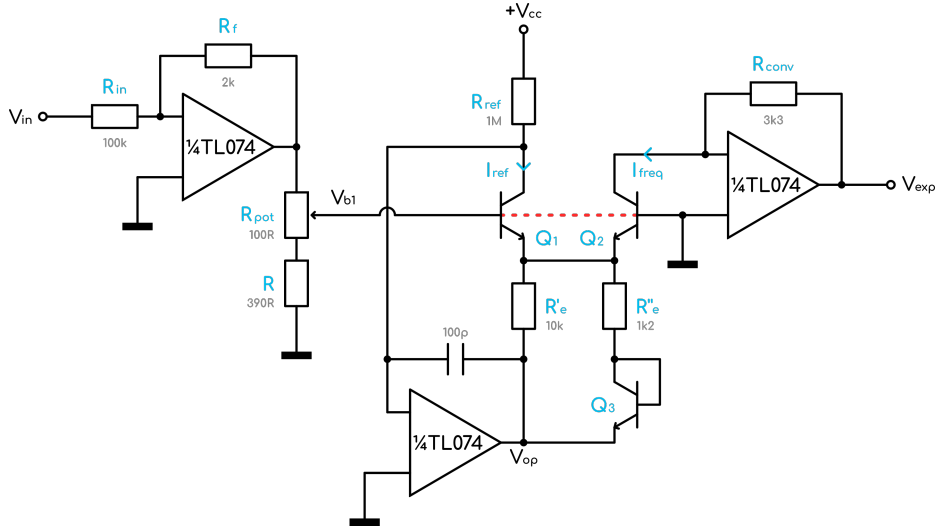 +Vcc
Rf
2k
Rconv
3k3
Rin
100k
Vin
Rref
1M
¼TL074
Iref
Ifreq
¼TL074
Vexp
Vb1
Rpot
100R
Q1
Q2
R
390R
R'e
10k
R"e
1k2
100p
Q3
¼TL074
Vop